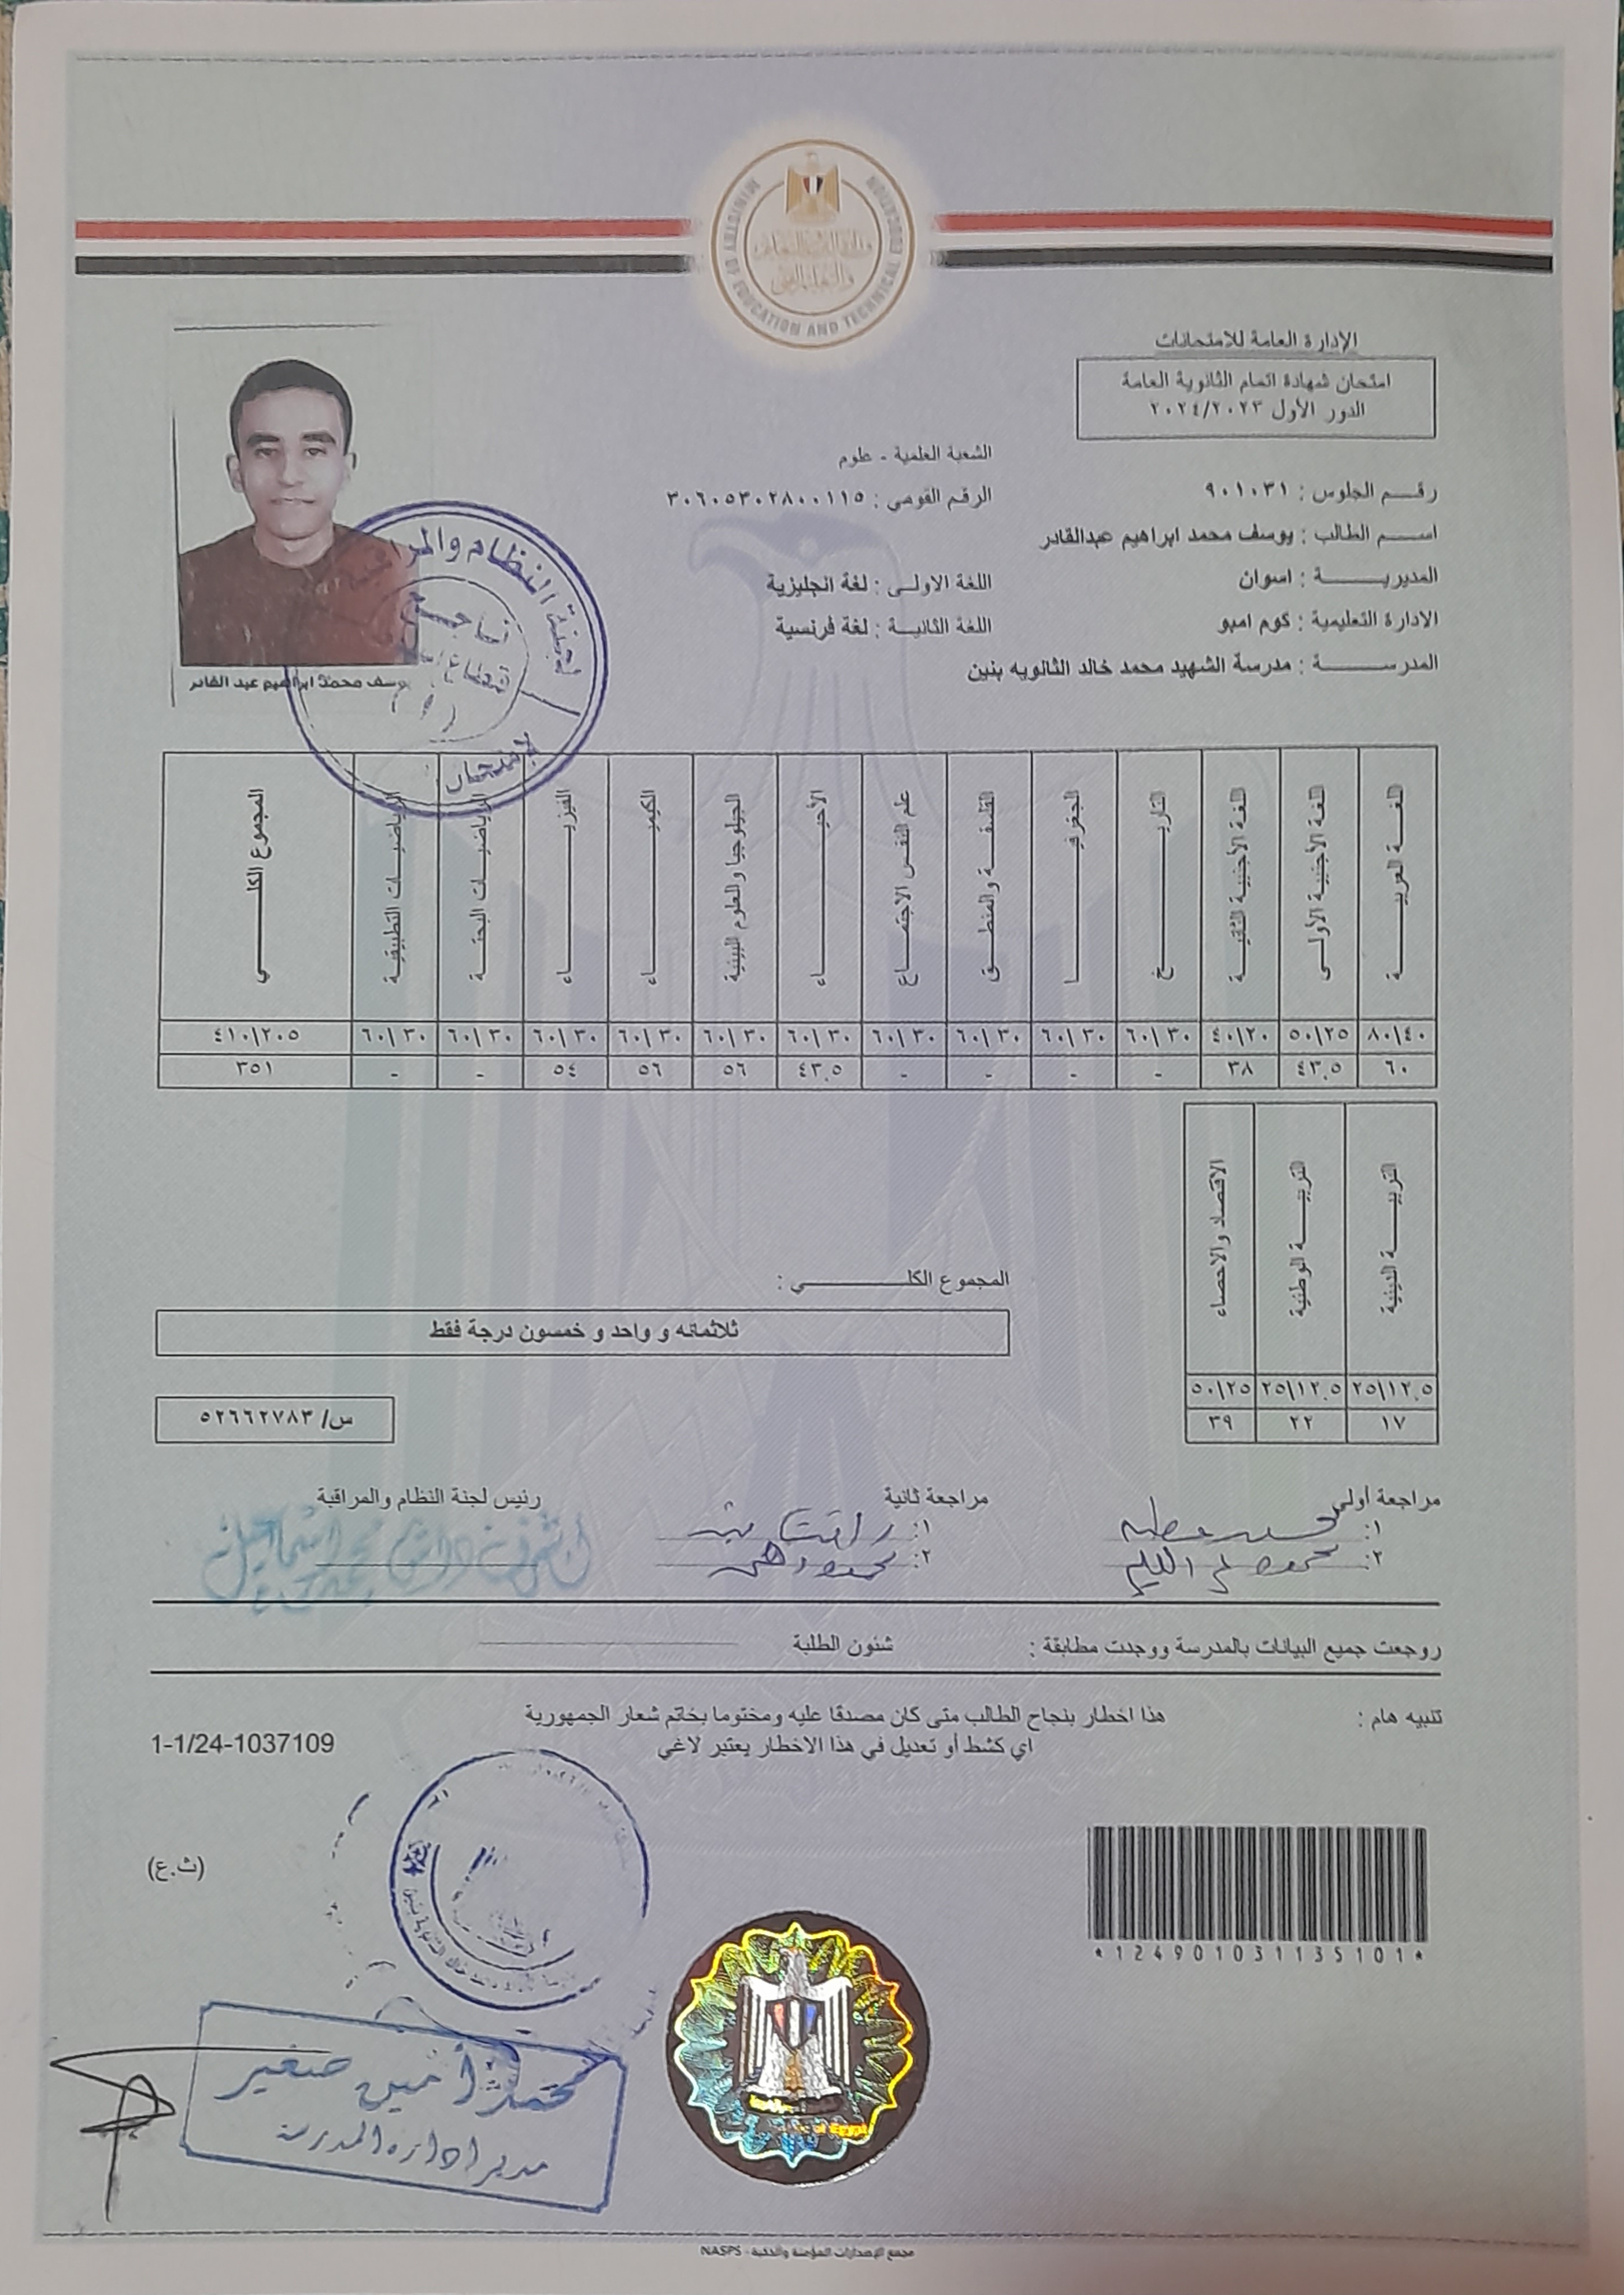 MINISTRY OF EDUCATION AND TECHNICAL EDUCATION
وزارة التربية والتعليم
والتعليم الفني
الإدارة العامة للامتحانات
امتحان شهادة اتمام الثانوية العامة
الدور الأول ٢٠٢٤/٢٠٢٣
الشعبة العلمية - علوم
رقم الجلوس : ٩٠١٠٣١
الرقم القومي : ٣٠٦٠٥٣٠٢٨٠٠١١٥
اسم الطالب : يوسف محمد ابراهيم عبدالقادر
المديرية : اسوان
اللغة الاولى : لغة انجليزية
الادارة التعليمية : كوم امبو
اللغة الثانية : لغة فرنسية
المدرسة : مدرسة الشهيد محمد خالد الثانويه بنين
يوسف محمد ابراهيم عبد القادر
لجنة النظام والمراقبة
لإمتحان
اللغة العربية
اللغة الأجنبية الأولى
اللغة الأجنبية الثانية
التاريخ
الجغرافيا
الفلسفة والمنطق
علم النفس الاجتماع
الأحياء
الجيلوجيا والعلوم البيئية
الكيمياء
الفيزياء
الرياضيات البحتة
الرياضيات التطبيقية
المجموع الكلي
٨٠\٤٠ ٥٠\٢٥ ٤٠\٢٠ ٦٠\٣٠ ٦٠\٣٠ ٦٠\٣٠ ٦٠\٣٠ ٦٠\٣٠ ٦٠\٣٠ ٦٠\٣٠ ٦٠\٣٠ ٦٠\٣٠ ٦٠\٣٠ ٤١٠\٢٠٥
٦٠ ٤٣,٥ ٣٨ - - - - ٤٣,٥ ٥٦ ٥٦ ٥٤ - - ٣٥١
التربية الدينية
التربية الوطنية
الاقتصاد والاحصاء
٢٥\١٢,٥ ٢٥\١٢,٥ ٥٠\٢٥
١٧ ٢٢ ٣٩
المجموع الكلي :
ثلاثمائه و واحد و خمسون درجة فقط
س/ ٥٢٦٦٢٧٨٣
مراجعة أولى
مراجعة ثانية
رئيس لجنة النظام والمراقبة
١:
١:
٢:
٢:
روجعت جميع البيانات بالمدرسة ووجدت مطابقة :
شئون الطلبة
تنبيه هام :
هذا اخطار بنجاح الطالب متى كان مصدقا عليه ومختوما بخاتم شعار الجمهورية
اي كشط أو تعديل في هذا الاخطار يعتبر لاغي
1-1/24-1037109
(ث.ع)
*124901031135101*
محمد أمين صغير
مدير ادارة المدرسة
of Egypt
مجمع الإصدارات المؤمنة والذكية - NASPS